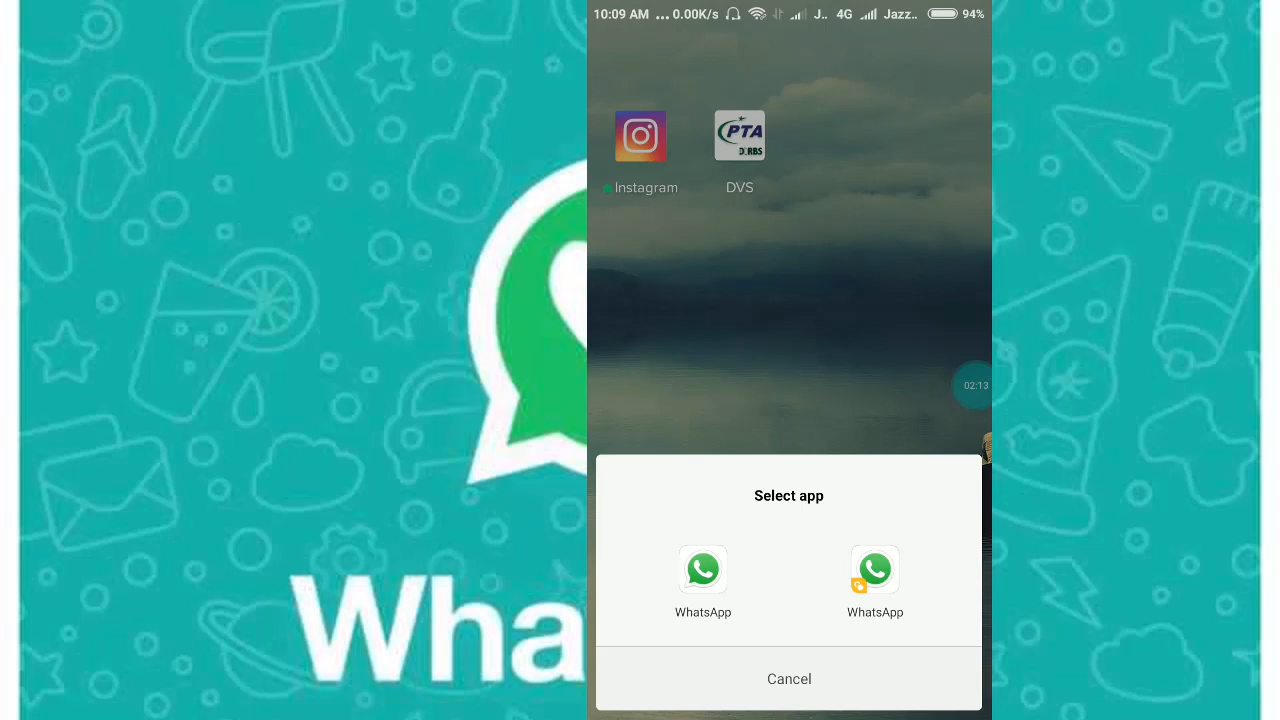 10:09 AM ... 0.00K/s J.. 4G Jazz.. 94%
PTA
DIRBS
Instagram
DVS
02:13
Select app
WhatsApp
WhatsApp
Cancel
Wha